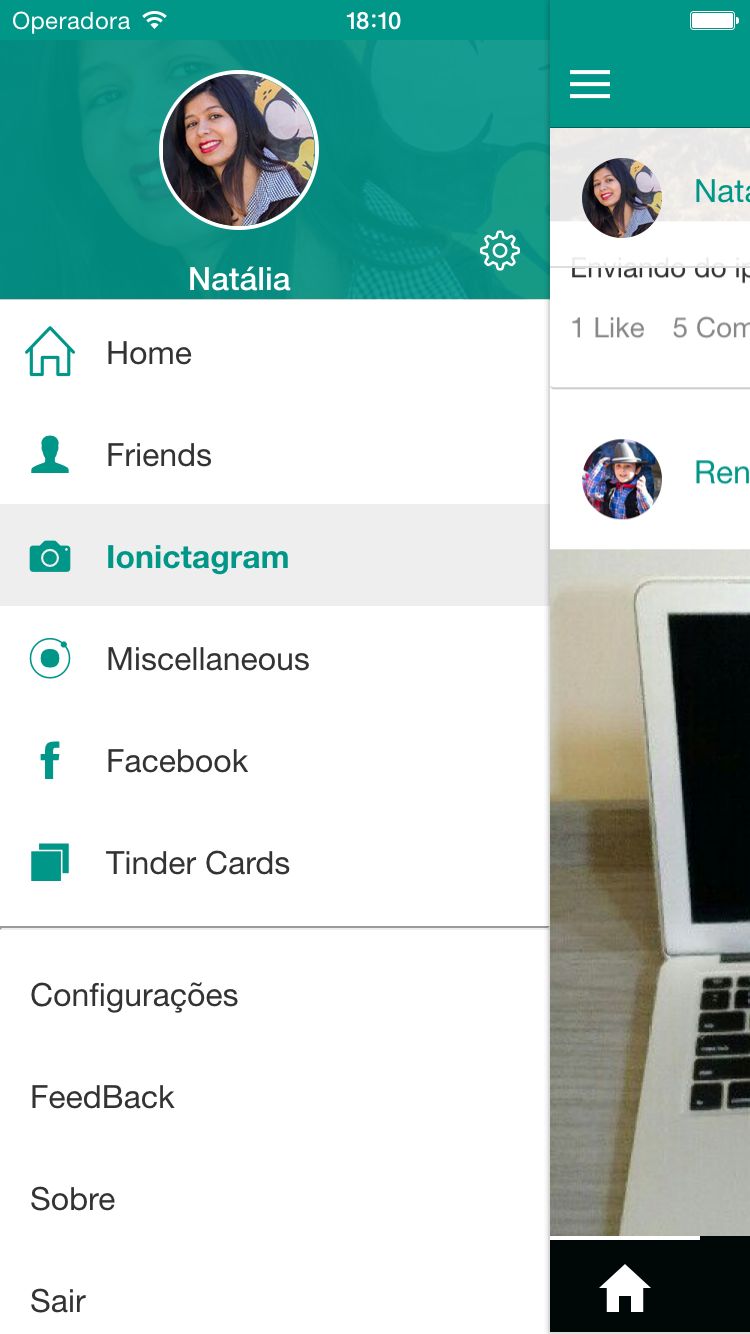 Operadora 18:10
Natália
Home
Friends
Ionictagram
Miscellaneous
Facebook
Tinder Cards
Configurações
FeedBack
Sobre
Sair
Nata
Enviando do ip
1 Like 5 Com
Ren